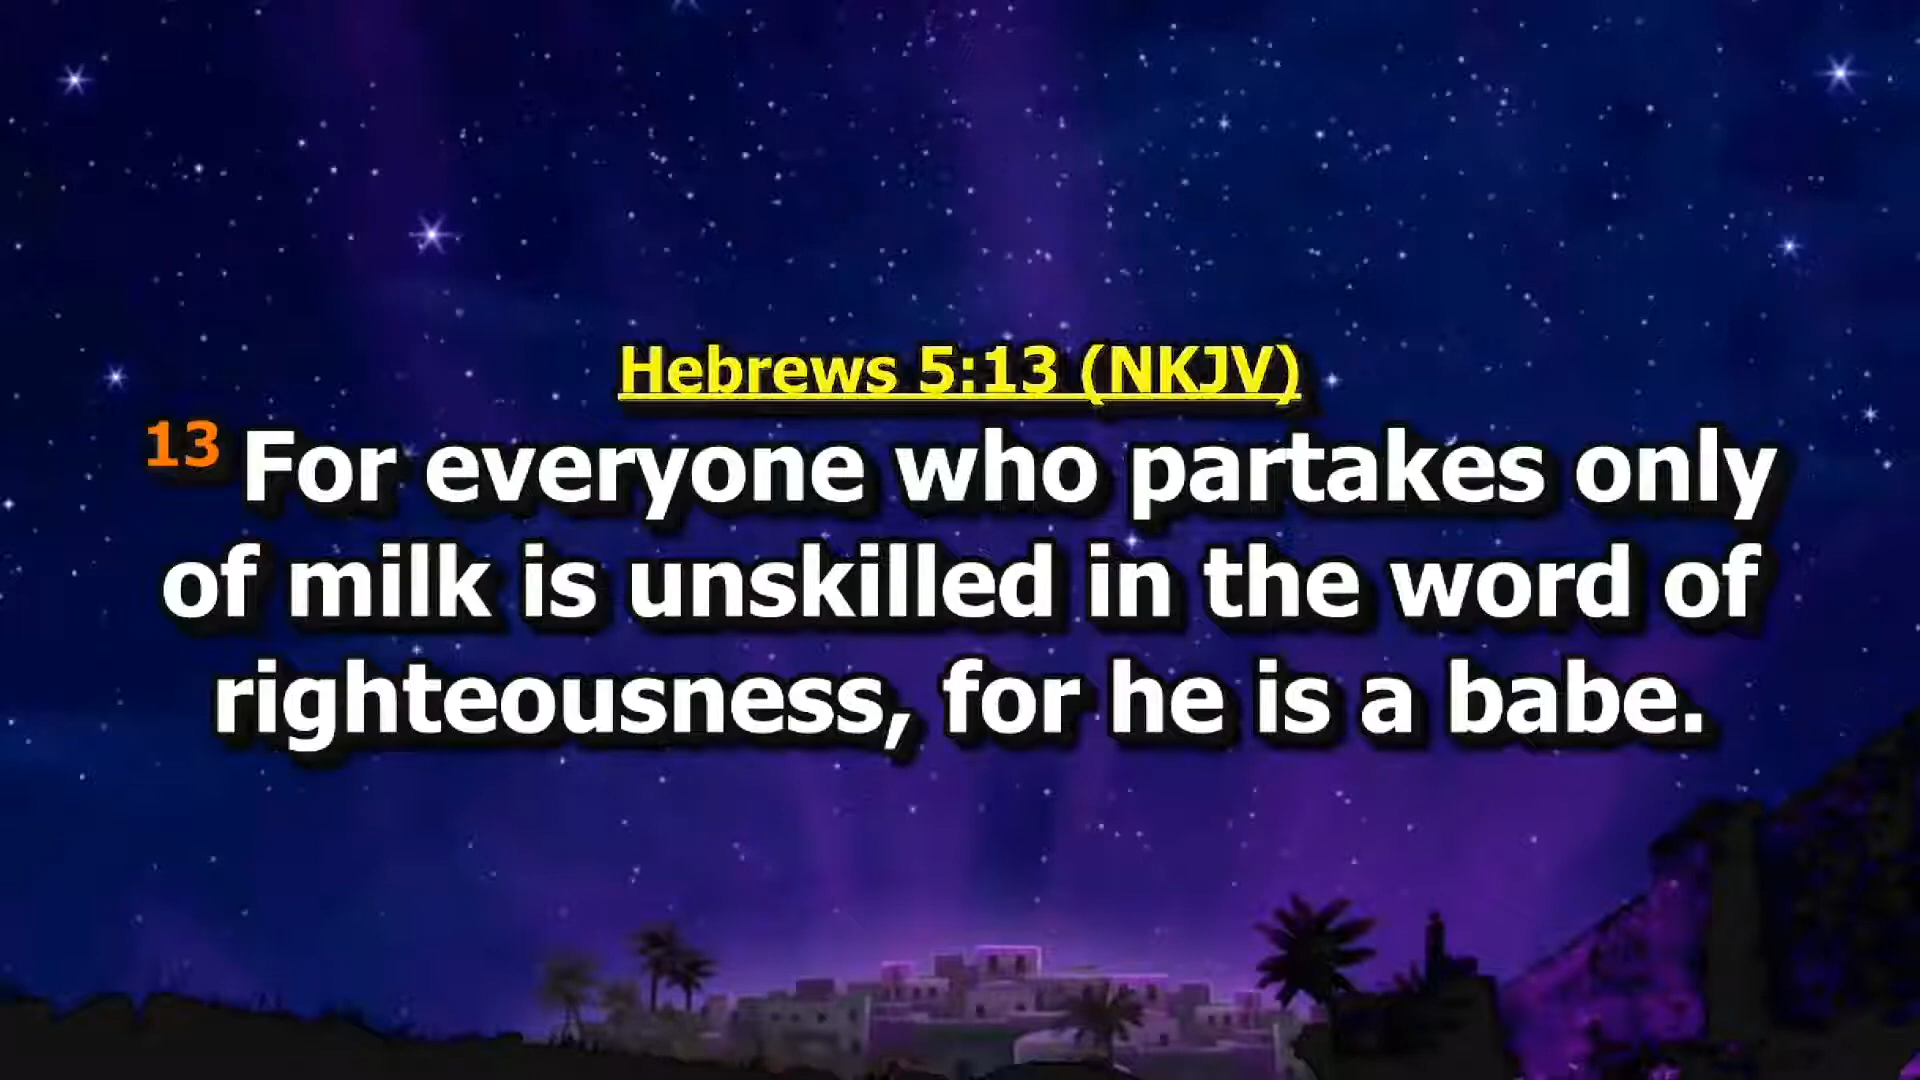 Hebrews 5:13 (NKJV)
13 For everyone who partakes only
of milk is unskilled in the word of
righteousness, for he is a babe.